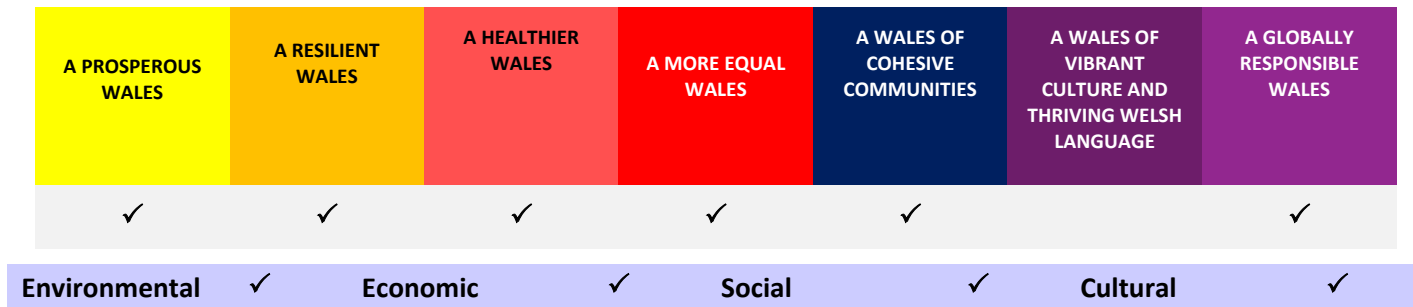 A PROSPEROUS
WALES
A RESILIENT
WALES
A HEALTHIER
WALES
A MORE EQUAL
WALES
A WALES OF
COHESIVE
COMMUNITIES
A WALES OF
VIBRANT
CULTURE AND
THRIVING WELSH
LANGUAGE
A GLOBALLY
RESPONSIBLE
WALES
✓ ✓ ✓ ✓ ✓ ✓
Environmental ✓ Economic ✓ Social ✓ Cultural ✓